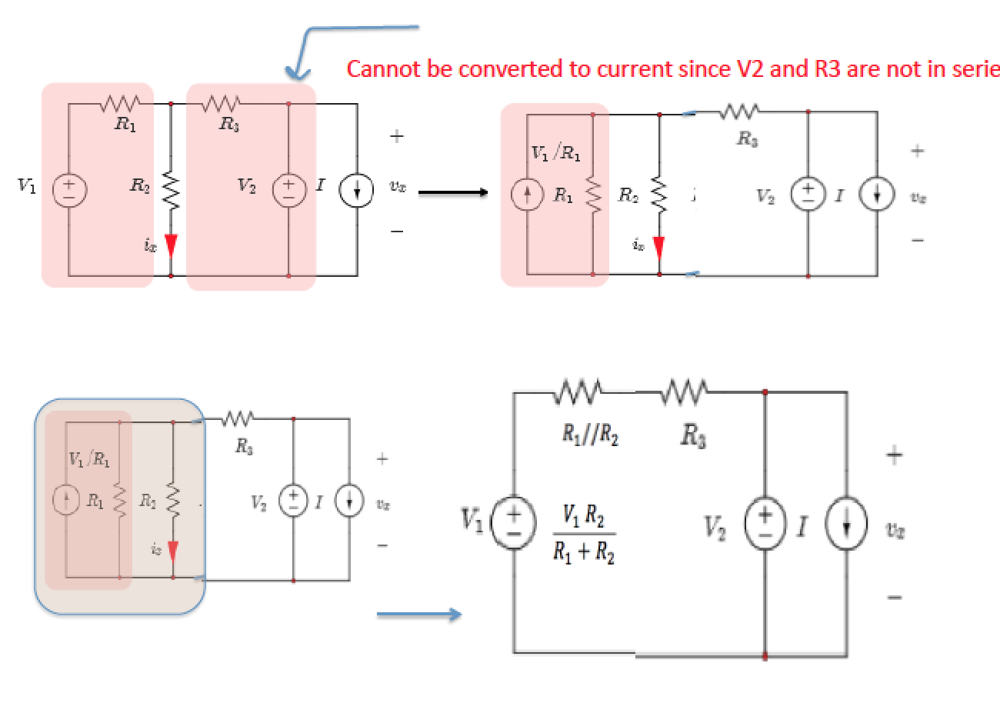 Cannot be converted to current since V2 and R3 are not in serie
R₁ R₃
V₁ + − R₂ V₂ + − I + vₓ −
iₓ
V₁/R₁
R₁ R₂
iₓ
R₃
V₂ + − I + vₓ −
V₁/R₁
R₁ R₂
iₓ
R₃
V₂ + − I + vₓ −
R₁//R₂ R₃
V₁ + − V₁ R₂
R₁ + R₂
V₂ + − I + vₓ −